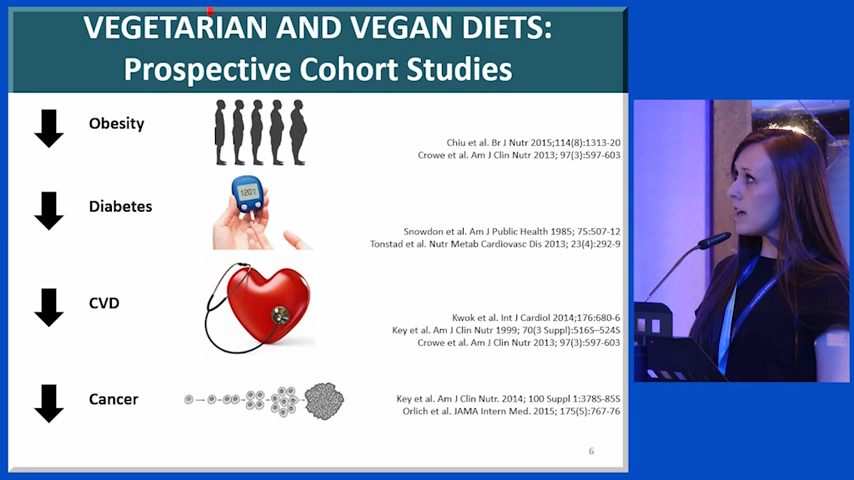 VEGETARIAN AND VEGAN DIETS:
Prospective Cohort Studies
Obesity
Chiu et al. Br J Nutr 2015;114(8):1313-20
Crowe et al. Am J Clin Nutr 2013; 97(3):597-603
Diabetes
120
Snowdon et al. Am J Public Health 1985; 75:507-12
Tonstad et al. Nutr Metab Cardiovasc Dis 2013; 23(4):292-9
CVD
Kwok et al. Int J Cardiol 2014;176:680-6
Key et al. Am J Clin Nutr 1999; 70(3 Suppl):516S–524S
Crowe et al. Am J Clin Nutr 2013; 97(3):597-603
Cancer
Key et al. Am J Clin Nutr. 2014; 100 Suppl 1:378S-85S
Orlich et al. JAMA Intern Med. 2015; 175(5):767-76
6